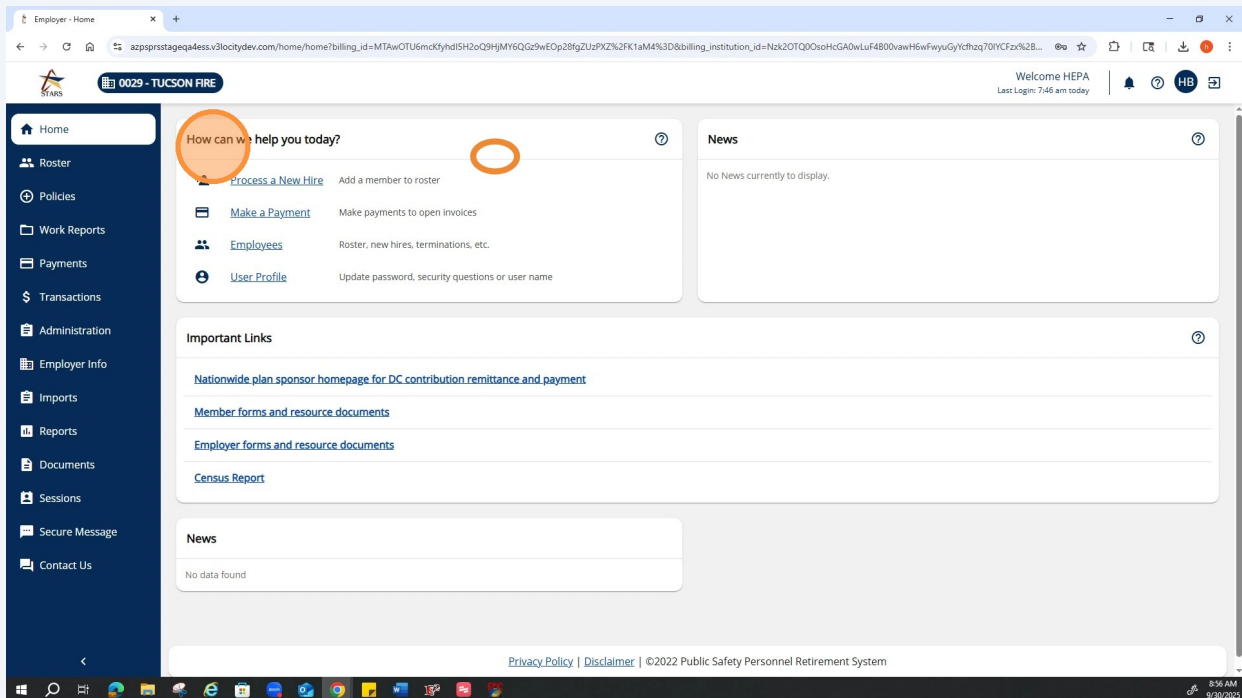 Employer - Home
azpsprsstageqa4ess.v3locitydev.com/home/home?billing_id=MTAwOTU6mcKfyhdISH2oQ9HjMY6QGz9wEOp28fgZUzPXZ%2FK1aM4%3D&billing_institution_id=Nzk2OTQ0OsoHcGA0wLuF4B00vawH6wFwyuGyYcfhzq70IYCFzx%2B...
STARS
0029 - TUCSON FIRE
Welcome HEPA
Last Login: 7:46 am today
HB
Home
Roster
Policies
Work Reports
Payments
Transactions
Administration
Employer Info
Imports
Reports
Documents
Sessions
Secure Message
Contact Us
How can we help you today?
Process a New Hire Add a member to roster
Make a Payment Make payments to open invoices
Employees Roster, new hires, terminations, etc.
User Profile Update password, security questions or user name
News
No News currently to display.
Important Links
Nationwide plan sponsor homepage for DC contribution remittance and payment
Member forms and resource documents
Employer forms and resource documents
Census Report
News
No data found
Privacy Policy | Disclaimer | ©2022 Public Safety Personnel Retirement System
8:56 AM
9/30/2025